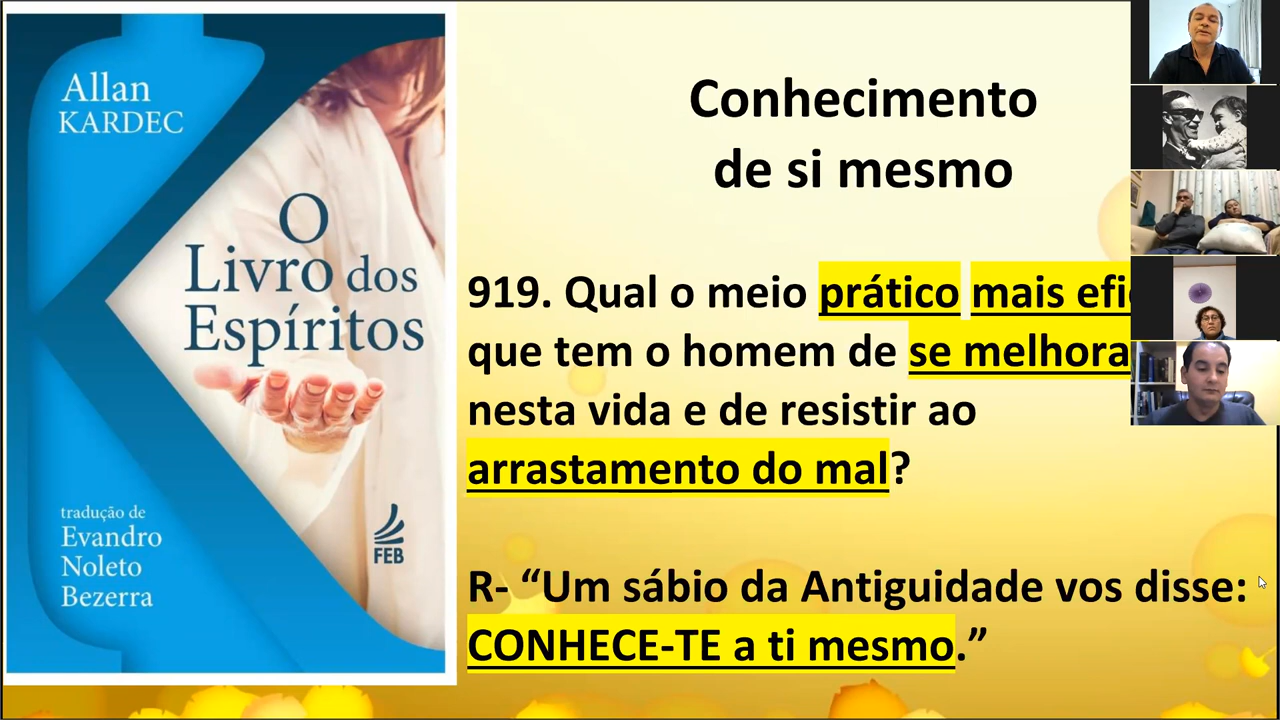 Allan
KARDEC
O
Livro dos
Espíritos
tradução de
Evandro
Noleto
Bezerra
FEB
Conhecimento
de si mesmo
919. Qual o meio prático mais
que tem o homem de se
nesta vida e de resistir ao
arrastamento do mal?
R- “Um sábio da Antiguidade vos disse:
CONHECE-TE a ti mesmo.”